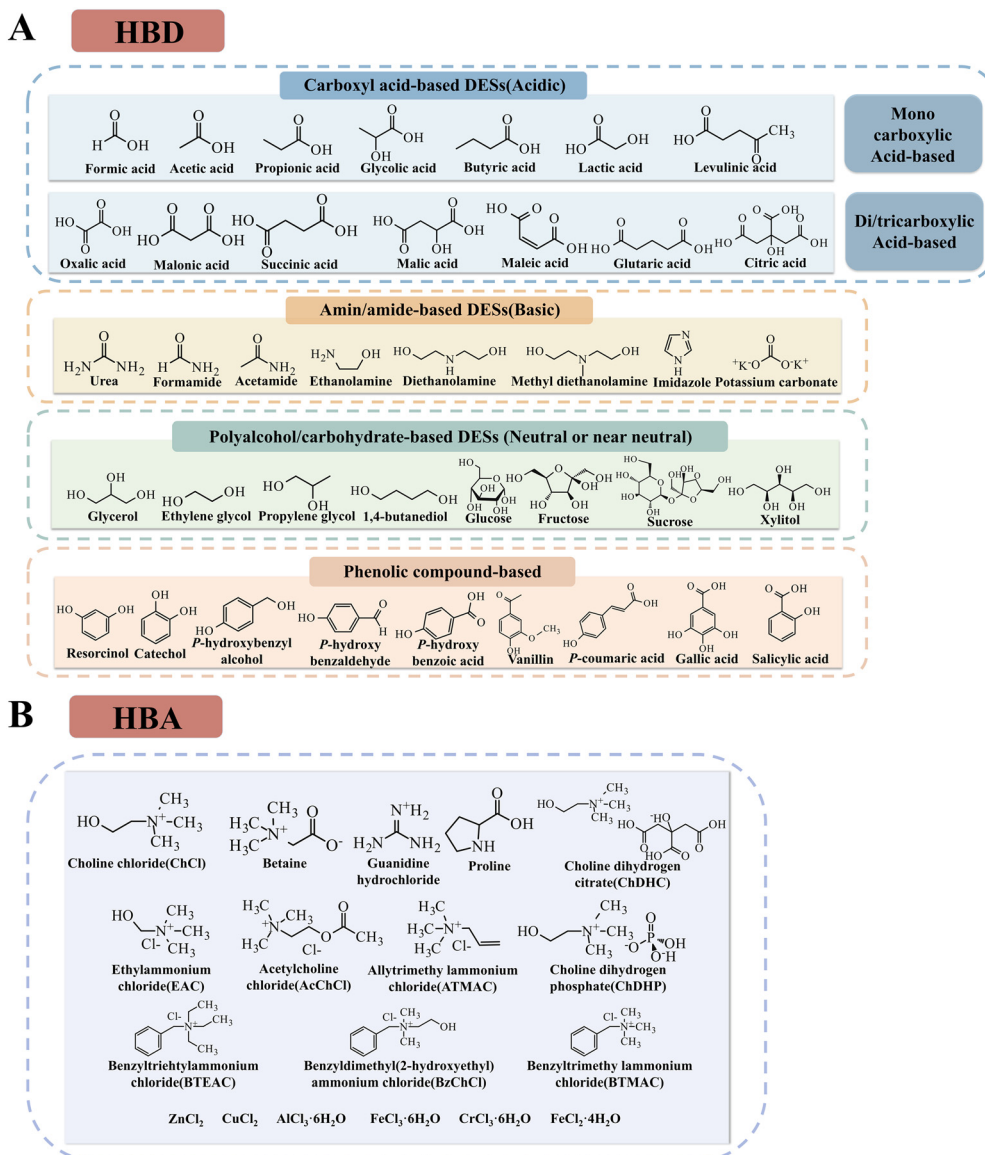 A HBD
Carboxyl acid-based DESs(Acidic)
Mono
carboxylic
Acid-based
Formic acid Acetic acid Propionic acid Glycolic acid Butyric acid Lactic acid Levulinic acid
Di/tricarboxylic
Acid-based
Oxalic acid Malonic acid Succinic acid Malic acid Maleic acid Glutaric acid Citric acid
Amin/amide-based DESs(Basic)
Urea Formamide Acetamide Ethanolamine Diethanolamine Methyl diethanolamine Imidazole Potassium carbonate
Polyalcohol/carbohydrate-based DESs (Neutral or near neutral)
Glycerol Ethylene glycol Propylene glycol 1,4-butanediol Glucose Fructose Sucrose Xylitol
Phenolic compound-based
Resorcinol Catechol P-hydroxybenzyl
alcohol P-hydroxy
benzaldehyde P-hydroxy
benzoic acid Vanillin P-coumaric acid Gallic acid Salicylic acid
B HBA
Choline chloride(ChCl) Betaine Guanidine
hydrochloride Proline Choline dihydrogen
citrate(ChDHC)
Ethylammonium
chloride(EAC) Acetylcholine
chloride(AcChCl) Allytrimethy lammonium
chloride(ATMAC) Choline dihydrogen
phosphate(ChDHP)
Benzyltriehtylammonium
chloride(BTEAC) Benzyldimethyl(2-hydroxyethyl)
ammonium chloride(BzChCl) Benzyltrimethy lammonium
chloride(BTMAC)
ZnCl₂ CuCl₂ AlCl₃·6H₂O FeCl₃·6H₂O CrCl₃·6H₂O FeCl₂·4H₂O